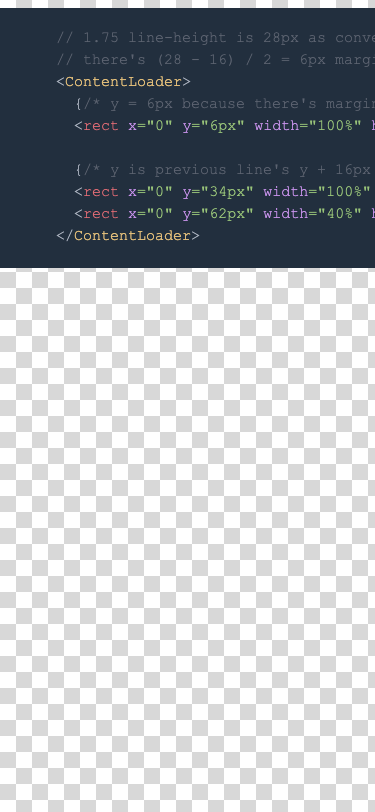 // 1.75 line-height is 28px as conve
// there's (28 - 16) / 2 = 6px margi
<ContentLoader>
{/* y = 6px because there's margin
<rect x="0" y="6px" width="100%" h
{/* y is previous line's y + 16px
<rect x="0" y="34px" width="100%"
<rect x="0" y="62px" width="40%" h
</ContentLoader>